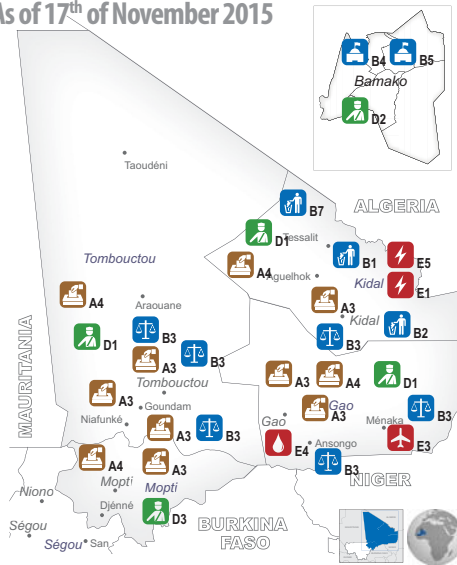 As of 17th of November 2015
B4
B5
Bamako
D2
Taoudéni
ALGERIA
B7
D1
Tessalit
Tombouctou
A4
Aguelhok
B1
E5
Kidal
E1
A4
Araouane
A3
Kidal
B2
D1
B3
B3
MAURITANIA
A3
B3
Tombouctou
A3
A4
D1
A3
Goundam
A3
Gao
B3
Niafunké
Gao
Ménaka
A3
B3
E4
Ansongo
E3
A4
A3
B3
Mopti
Mopti
NIGER
Niono
Djénné
D3
Ségou
BURKINA
FASO
Ségou
San